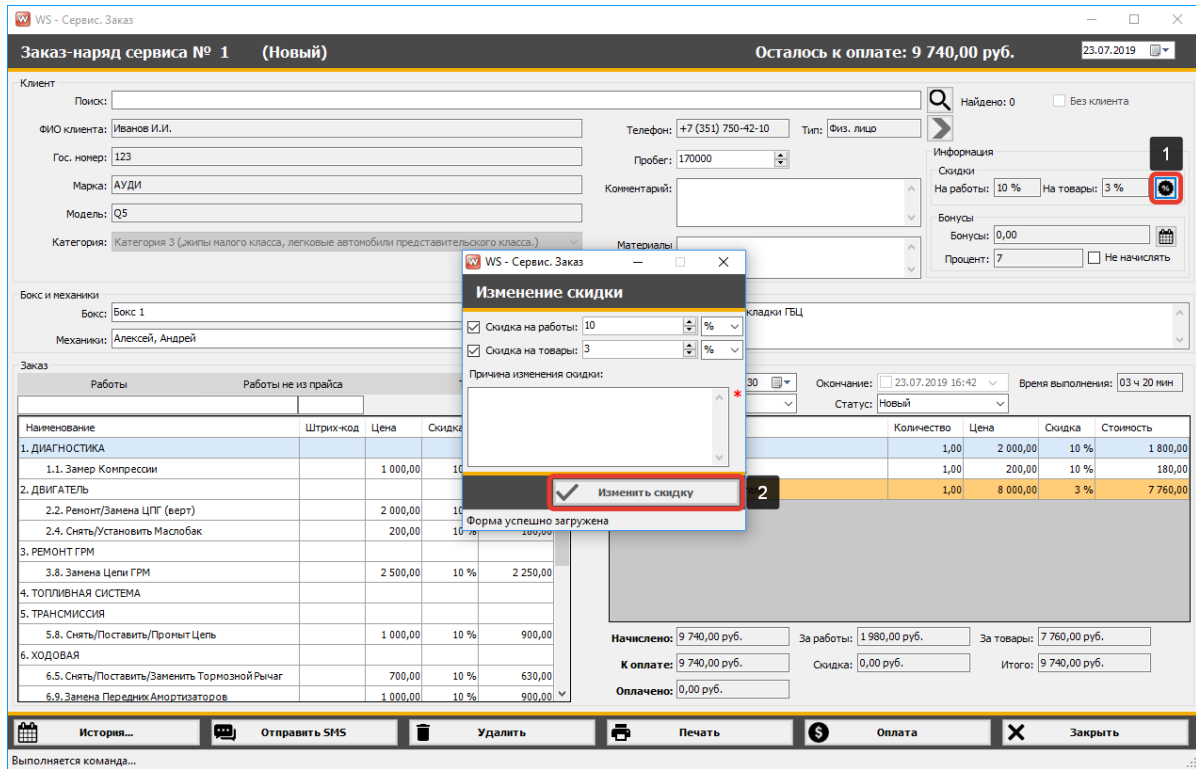 WS - Сервис. Заказ
Заказ-наряд сервиса № 1 (Новый) Осталось к оплате: 9 740,00 руб. 23.07.2019
Клиент
Поиск: Найдено: 0 Без клиента
ФИО клиента: Иванов И.И. Телефон: +7 (351) 750-42-10 Тип: Физ. лицо
Гос. номер: 123 Пробег: 170000
Информация
1
Скидки
Марка: АУДИ Комментарий: На работы: 10 % На товары: 3 % %
Модель: Q5
Бонусы
Бонусы: 0,00
Категория: Категория 3 (джипы малого класса, легковые автомобили представительского класса.) Материалы
Процент: 7 Не начислять
WS - Сервис. Заказ
Изменение скидки
Скидка на работы: 10 %
Скидка на товары: 3 %
Причина изменения скидки:
*
Изменить скидку 2
Форма успешно загружена
Бокс и механики
Бокс: Бокс 1 кладки ГБЦ
Механики: Алексей, Андрей
Заказ
Работы Работы не из прайса Т 30 Окончание: 23.07.2019 16:42 Время выполнения: 03 ч 20 мин
Статус: Новый
Наименование Штрих-код Цена Скидка Количество Цена Скидка Стоимость
1. ДИАГНОСТИКА 1,00 2 000,00 10 % 1 800,00
1.1. Замер Компрессии 1 000,00 10 1,00 200,00 10 % 180,00
2. ДВИГАТЕЛЬ 1,00 8 000,00 3 % 7 760,00
2.2. Ремонт/Замена ЦПГ (верт) 2 000,00 10
2.4. Снять/Установить Маслобак 200,00 10 % 180,00
3. РЕМОНТ ГРМ
3.8. Замена Цепи ГРМ 2 500,00 10 % 2 250,00
4. ТОПЛИВНАЯ СИСТЕМА
5. ТРАНСМИССИЯ
5.8. Снять/Поставить/Промыт Цепь 1 000,00 10 % 900,00
6. ХОДОВАЯ
6.5. Снять/Поставить/Заменить Тормозной Рычаг 700,00 10 % 630,00
6.9. Замена Передних Амортизаторов 1 000,00 10 % 900,00
Начислено: 9 740,00 руб. За работы: 1 980,00 руб. За товары: 7 760,00 руб.
К оплате: 9 740,00 руб. Скидка: 0,00 руб. Итого: 9 740,00 руб.
Оплачено: 0,00 руб.
История... Отправить SMS Удалить Печать Оплата Закрыть
Выполняется команда...